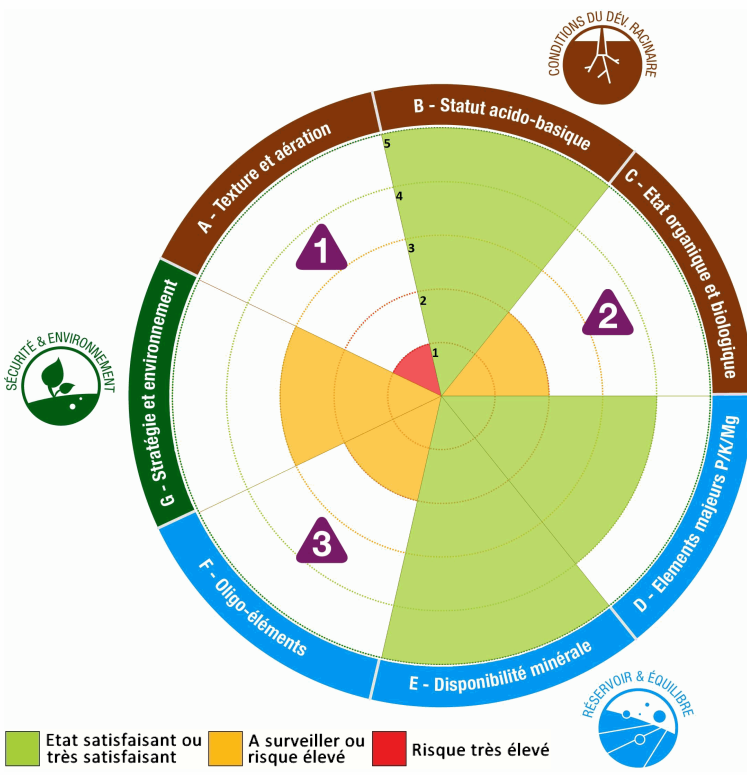 CONDITIONS DU DÉV. RACINAIRE
B - Statut acido-basique
A - Texture et aération
C - Etat organique et biologique
5
4
3
2
1
1
2
SÉCURITÉ & ENVIRONNEMENT
G - Stratégie et environnement
3
D - Elements majeurs P/K/Mg
F - Oligo-éléments
E - Disponibilité minérale
RÉSERVOIR & ÉQUILIBRE
Etat satisfaisant ou
très satisfaisant
A surveiller ou
risque élevé
Risque très élevé